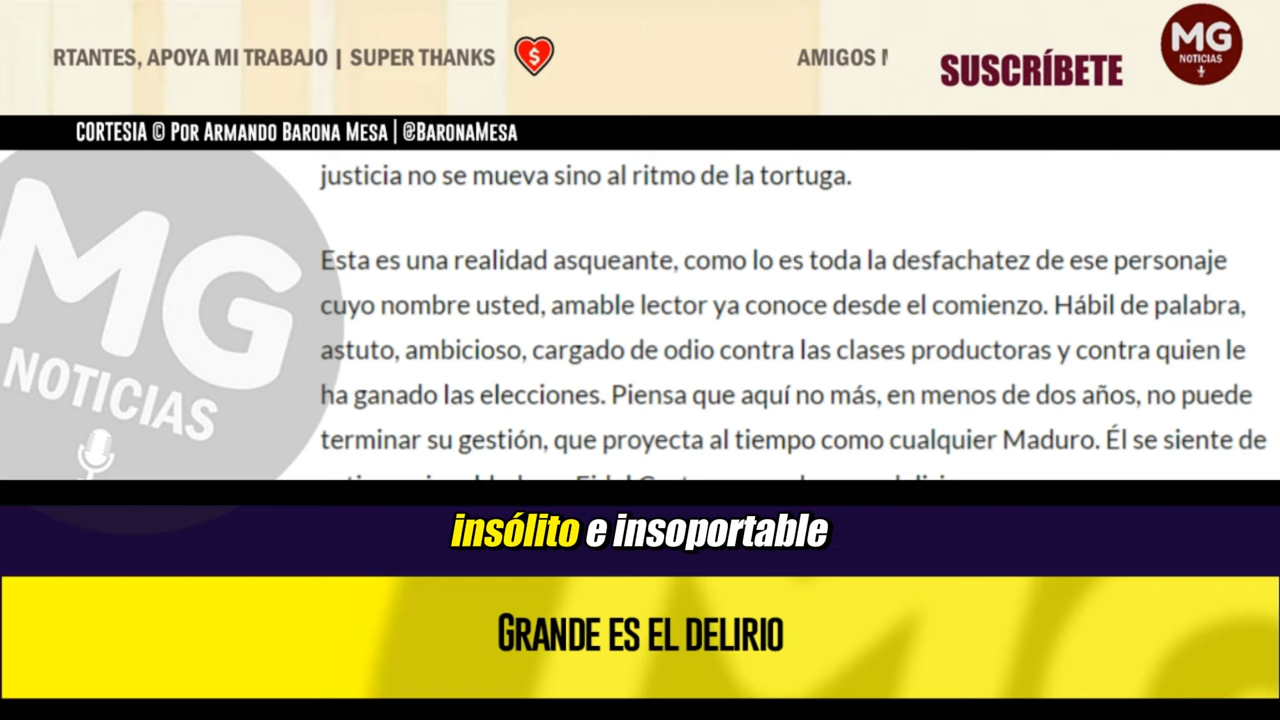 RTANTES, APOYA MI TRABAJO | SUPER THANKS
AMIGOS
SUSCRÍBETE
MG
NOTICIAS
CORTESIA © Por Armando Barona Mesa | @BaronaMesa
justicia no se mueva sino al ritmo de la tortuga.
Esta es una realidad asqueante, como lo es toda la desfachatez de ese personaje
cuyo nombre usted, amable lector ya conoce desde el comienzo. Hábil de palabra,
astuto, ambicioso, cargado de odio contra las clases productoras y contra quien le
ha ganado las elecciones. Piensa que aquí no más, en menos de dos años, no puede
terminar su gestión, que proyecta al tiempo como cualquier Maduro. Él se siente de
MG
NOTICIAS
insólito e insoportable
Grande es el delirio